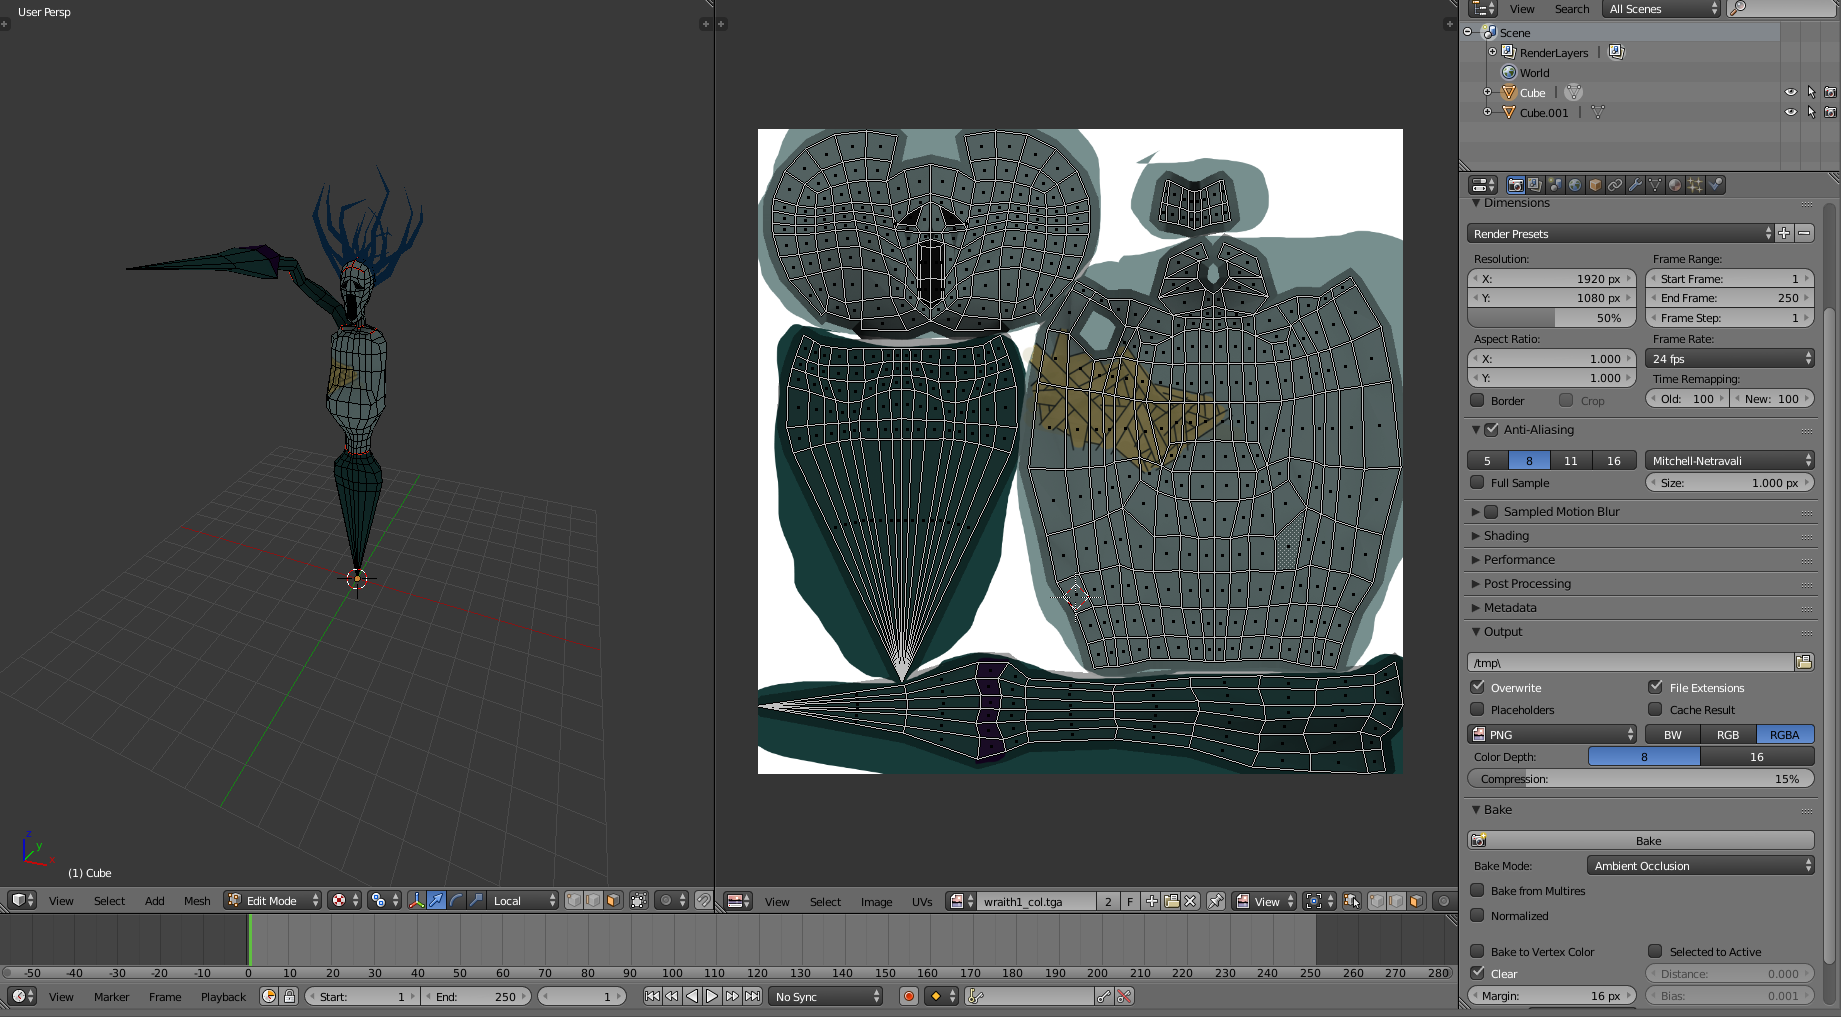 User Persp
(1) Cube
View Select Add Mesh Edit Mode Local
View Select Image UVs wraith1_col.tga 2 F View
-50 -40 -30 -20 -10 0 10 20 30 40 50 60 70 80 90 100 110 120 130 140 150 160 170 180 190 200 210 220 230 240 250 260 270 280
View Marker Frame Playback Start: 1 End: 250 1 No Sync
View Search All Scenes
Scene
RenderLayers
World
Cube
Cube.001
Dimensions
Render Presets
Resolution: Frame Range:
X: 1920 px Start Frame: 1
Y: 1080 px End Frame: 250
50% Frame Step: 1
Aspect Ratio: Frame Rate:
X: 1.000 24 fps
Y: 1.000 Time Remapping:
Border Crop Old: 100 New: 100
Anti-Aliasing
5 8 11 16 Mitchell-Netravali
Full Sample Size: 1.000 px
Sampled Motion Blur
Shading
Performance
Post Processing
Metadata
Output
/tmp\
Overwrite File Extensions
Placeholders Cache Result
PNG BW RGB RGBA
Color Depth: 8 16
Compression: 15%
Bake
Bake
Bake Mode: Ambient Occlusion
Bake from Multires
Normalized
Bake to Vertex Color Selected to Active
Clear Distance: 0.000
Margin: 16 px Bias: 0.001
z
y
x